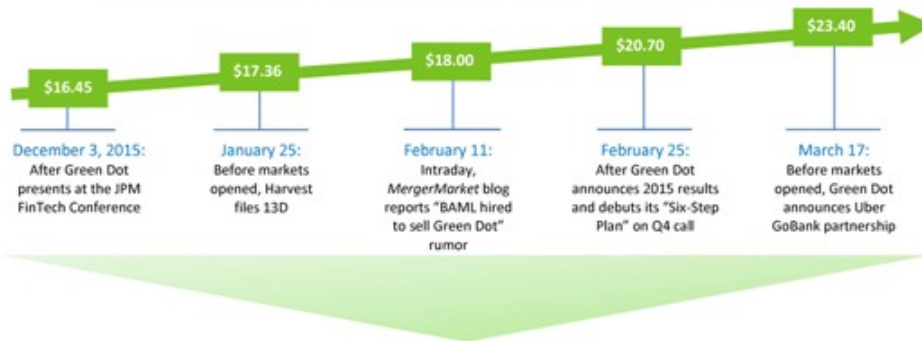 $16.45
$17.36
$18.00
$20.70
$23.40
December 3, 2015:
After Green Dot
presents at the JPM
FinTech Conference
January 25:
Before markets
opened, Harvest
files 13D
February 11:
Intraday,
MergerMarket blog
reports “BAML hired
to sell Green Dot”
rumor
February 25:
After Green Dot
announces 2015 results
and debuts its “Six-Step
Plan” on Q4 call
March 17:
Before markets
opened, Green Dot
announces Uber
GoBank partnership